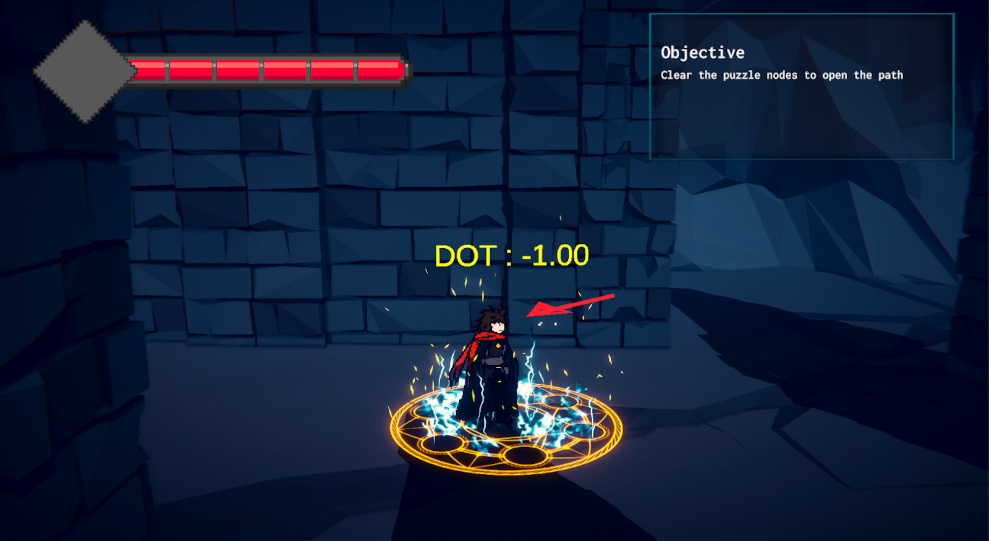 Objective
Clear the puzzle nodes to open the path
DOT : -1.00